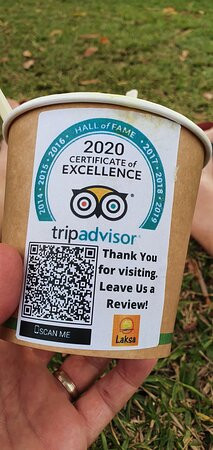 2014 · 2015 · 2016 · HALL of FAME · 2017 · 2018 · 2019
2020
CERTIFICATE of
EXCELLENCE
tripadvisor
Thank You
for visiting.
Leave Us a
Review!
SCAN ME
Laksa